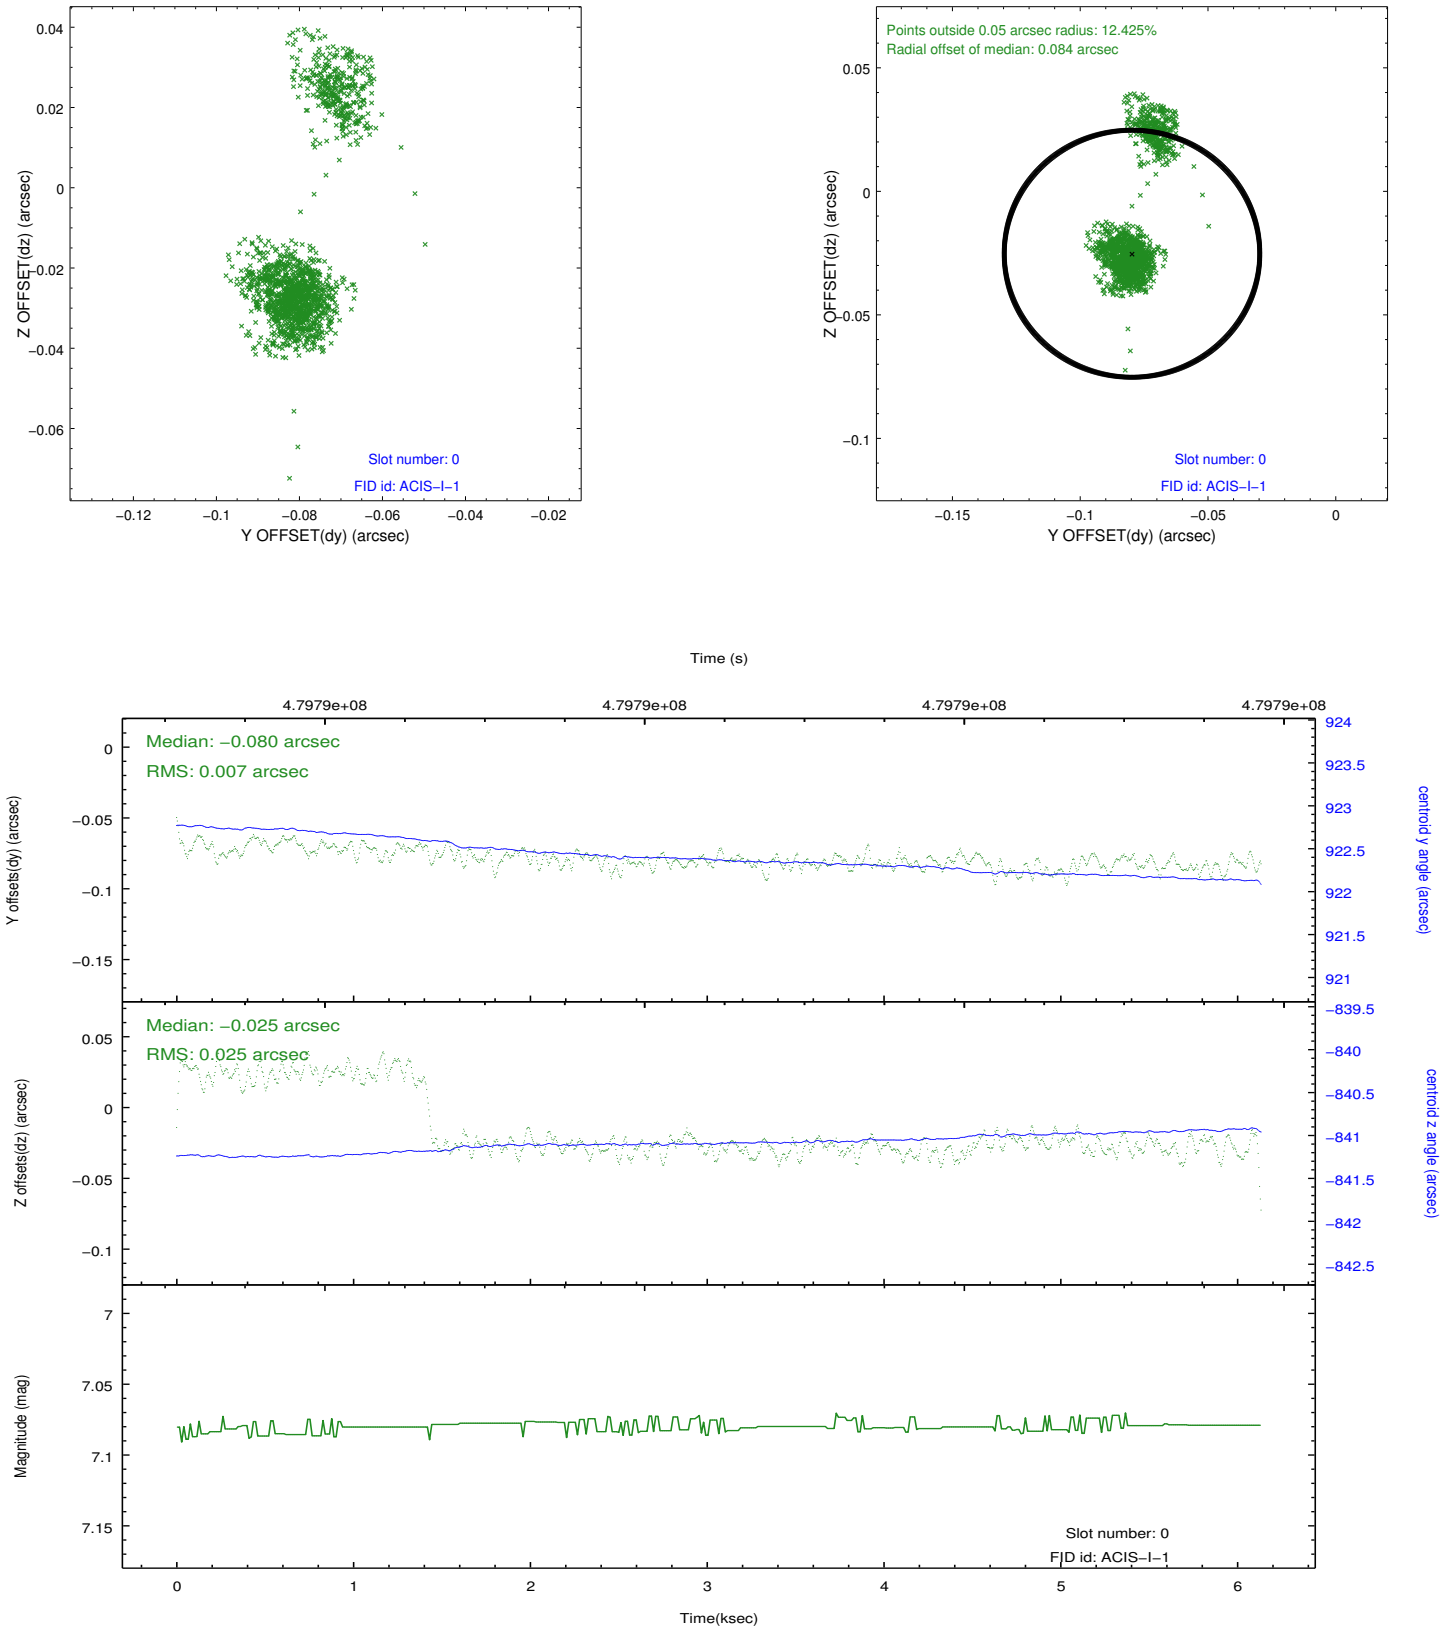 0.04
0.02
0
−0.02
−0.04
−0.06
Z OFFSET(dz) (arcsec)
Slot number: 0
FID id: ACIS−I−1
−0.12
−0.1
−0.08
−0.06
−0.04
−0.02
Y OFFSET(dy) (arcsec)
Points outside 0.05 arcsec radius: 12.425%
Radial offset of median: 0.084 arcsec
0.05
0
−0.05
−0.1
Z OFFSET(dz) (arcsec)
Slot number: 0
FID id: ACIS−I−1
−0.15
−0.1
−0.05
0
Y OFFSET(dy) (arcsec)
Time (s)
4.7979e+08
4.7979e+08
4.7979e+08
4.7979e+08
Median: −0.080 arcsec
RMS: 0.007 arcsec
0
−0.05
−0.1
−0.15
Y offsets(dy) (arcsec)
924
923.5
923
922.5
922
921.5
921
centroid y angle (arcsec)
Median: −0.025 arcsec
RMS: 0.025 arcsec
0.05
0
−0.05
−0.1
Z offsets(dz) (arcsec)
−839.5
−840
−840.5
−841
−841.5
−842
−842.5
centroid z angle (arcsec)
7
7.05
7.1
7.15
Magnitude (mag)
Slot number: 0
FID id: ACIS−I−1
0
1
2
3
4
5
6
Time(ksec)